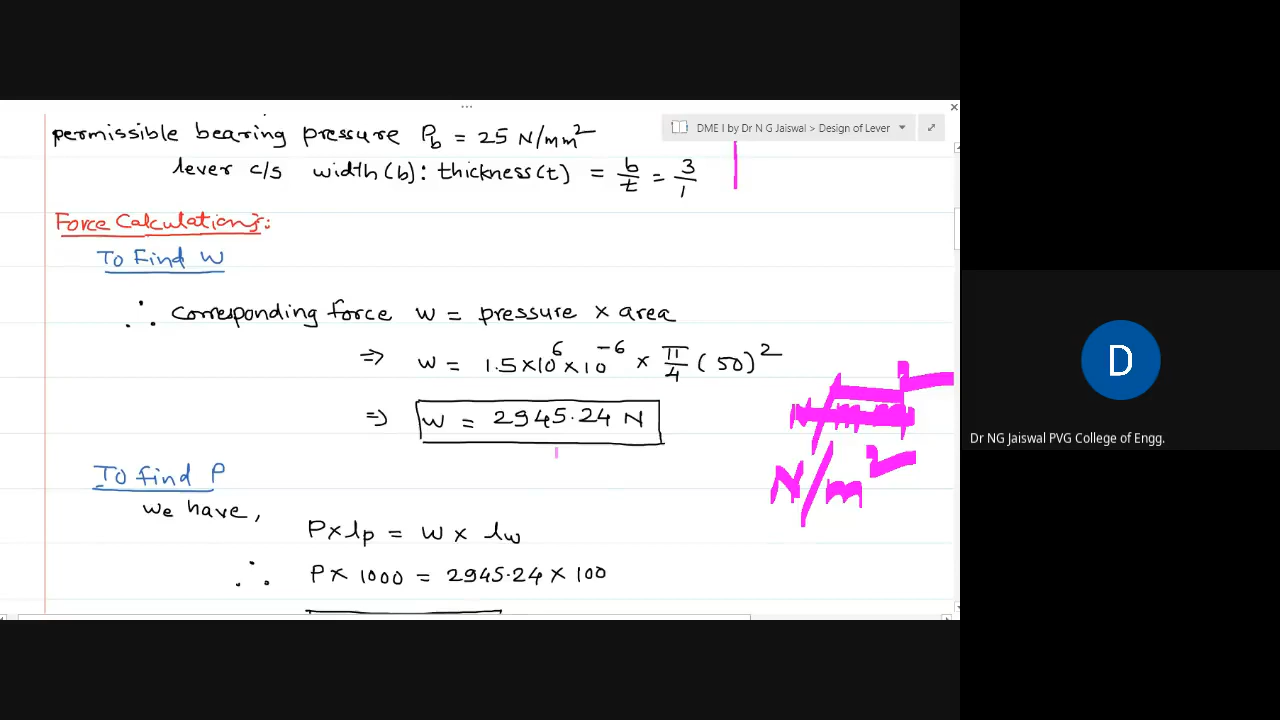 permissible bearing pressure Pb = 25 N/mm²
DME I by Dr N G Jaiswal > Design of Lever
lever c/s width(b) : thickness(t) = b/t = 3/1
Force Calculations:
To Find W
∴ corresponding force w = pressure × area
⇒ w = 1.5×10⁶×10⁻⁶ × π/4 (50)²
⇒ w = 2945.24 N
N/m²
To find P
we have,
P×lp = w × lw
∴ P× 1000 = 2945.24 × 100
D
Dr NG Jaiswal PVG College of Engg.